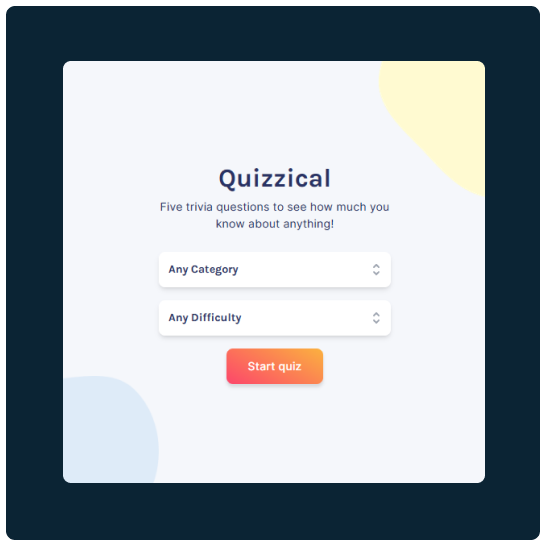 Quizzical
Five trivia questions to see how much you
know about anything!
Any Category
Any Difficulty
Start quiz